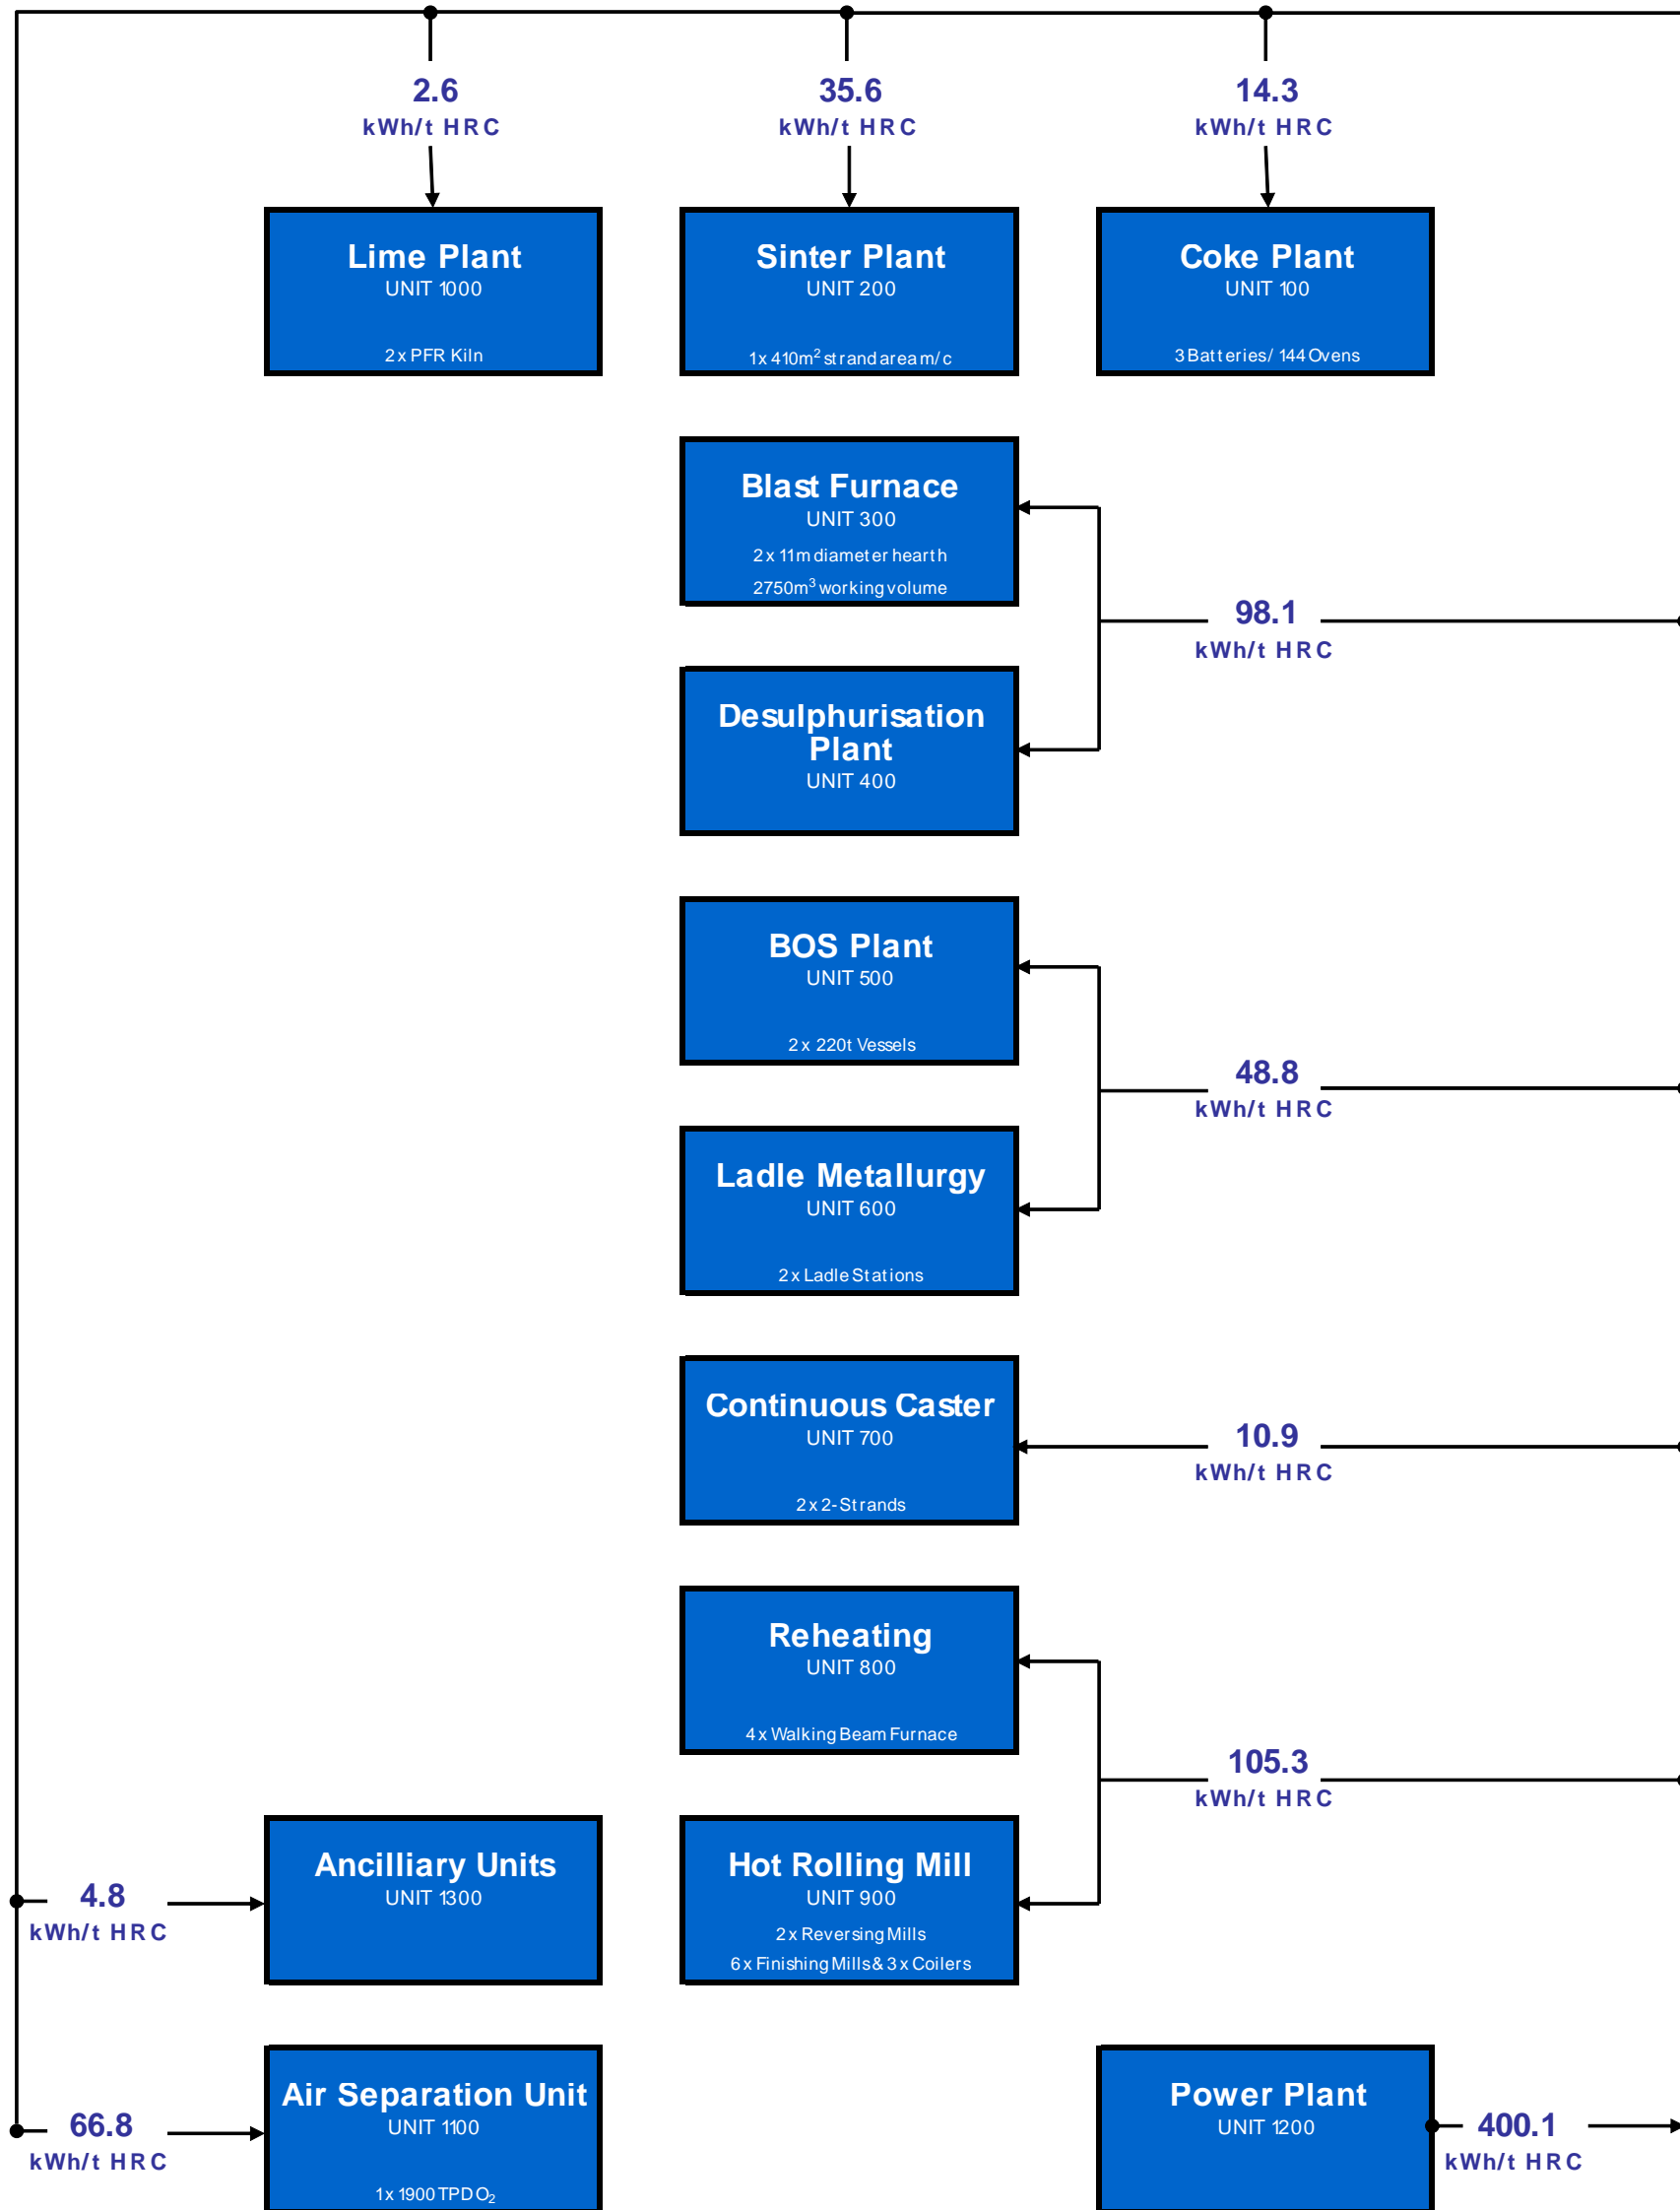 2.6
kWh/t HRC
35.6
kWh/t HRC
14.3
kWh/t HRC
Lime Plant
UNIT 1000
2 x PFR Kiln
Sinter Plant
UNIT 200
1 x 410m² strand area m/c
Coke Plant
UNIT 100
3 Batteries / 144 Ovens
Blast Furnace
UNIT 300
2 x 11m diameter hearth
2750m³ working volume
98.1
kWh/t HRC
Desulphurisation
Plant
UNIT 400
BOS Plant
UNIT 500
2 x 220t Vessels
48.8
kWh/t HRC
Ladle Metallurgy
UNIT 600
2 x Ladle Stations
Continuous Caster
UNIT 700
2 x 2-Strands
10.9
kWh/t HRC
Reheating
UNIT 800
4 x Walking Beam Furnace
105.3
kWh/t HRC
4.8
kWh/t HRC
Ancilliary Units
UNIT 1300
Hot Rolling Mill
UNIT 900
2 x Reversing Mills
6 x Finishing Mills & 3 x Coilers
66.8
kWh/t HRC
Air Separation Unit
UNIT 1100
1 x 1900 TPD O₂
Power Plant
UNIT 1200
400.1
kWh/t HRC